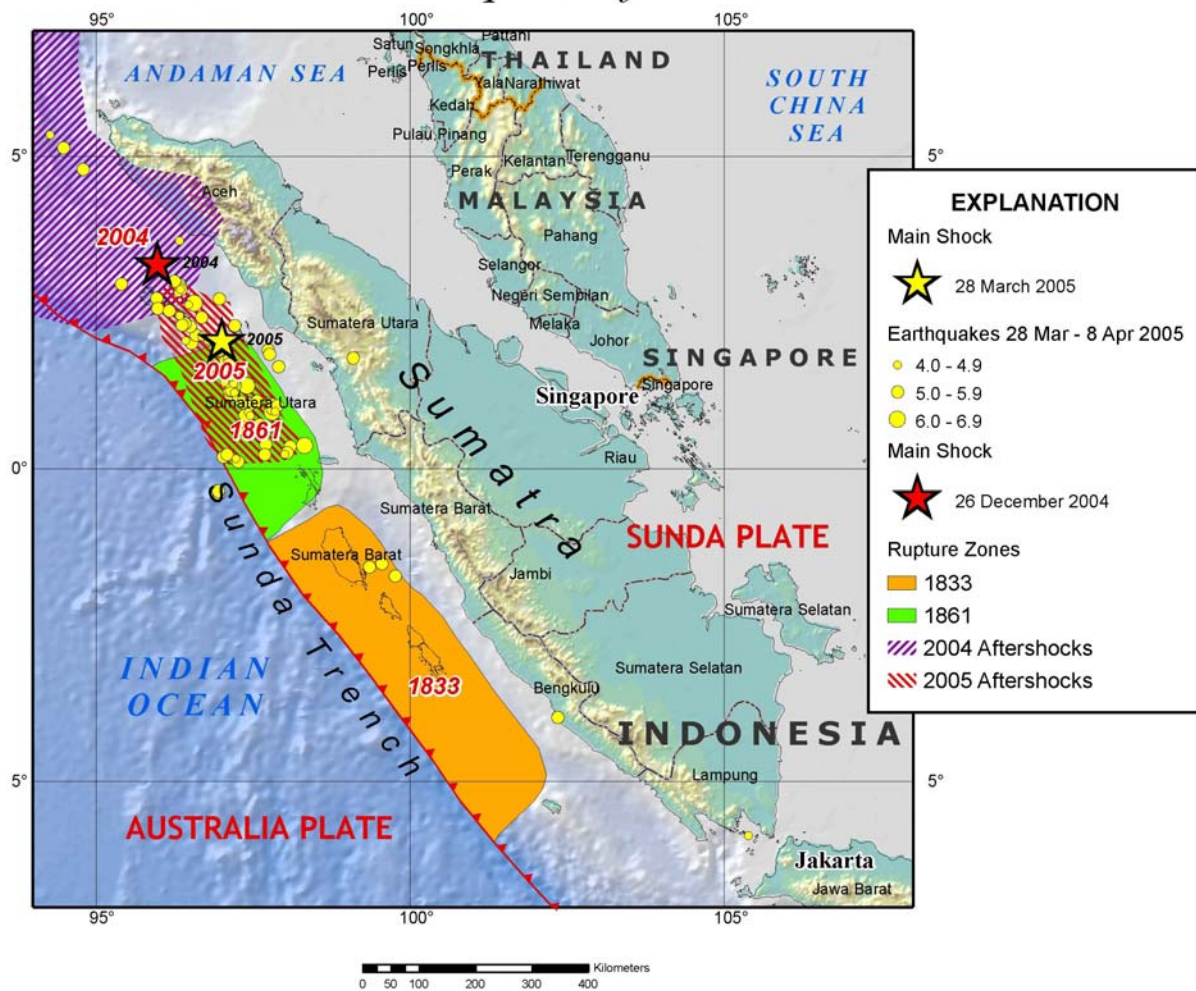 95°
100°
105°
ANDAMAN SEA
Satun
Songkhla
Pattani
Perlis
Perlis
THAILAND
Yala
Narathiwat
SOUTH
CHINA
SEA
Kedah
Pulau Pinang
5°
5°
Kelantan
Terengganu
Perak
MALAYSIA
Pahang
Aceh
2004
2004
Selangor
Negeri Sembilan
Melaka
Johor
Sumatera Utara
SINGAPORE
Singapore
Singapore
2005
2005
Sumatera Utara
1861
Sumatra
Riau
0°
0°
Sunda Trench
Sumatera Barat
SUNDA PLATE
Sumatera Barat
Jambi
Sumatera Selatan
INDIAN
OCEAN
Sumatera Selatan
1833
Bengkulu
INDONESIA
Lampung
5°
5°
AUSTRALIA PLATE
Jakarta
Jawa Barat
95°
100°
105°
EXPLANATION
Main Shock
28 March 2005
Earthquakes 28 Mar - 8 Apr 2005
4.0 - 4.9
5.0 - 5.9
6.0 - 6.9
Main Shock
26 December 2004
Rupture Zones
1833
1861
2004 Aftershocks
2005 Aftershocks
Kilometers
0 50 100 200 300 400